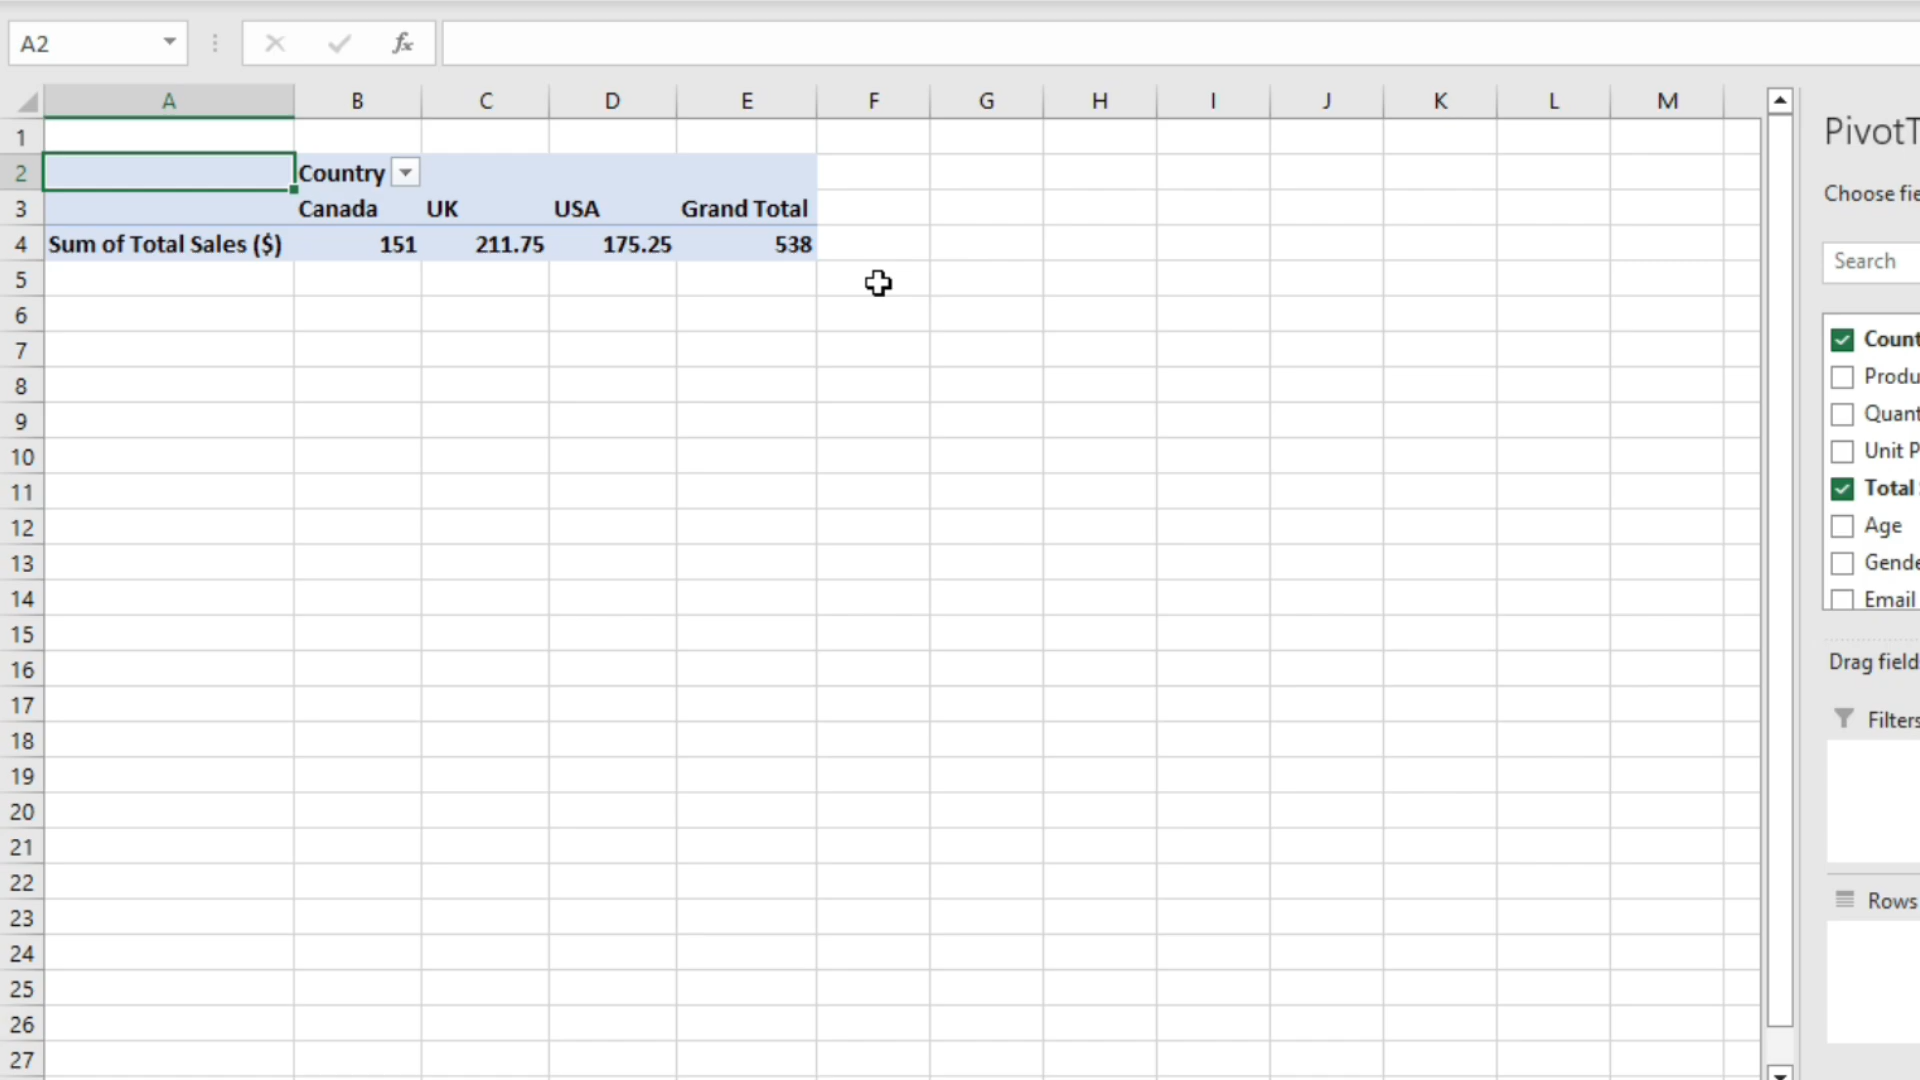 A2
fx
A B C D E F G H I J K L M
1
2 Country
3 Canada UK USA Grand Total
4 Sum of Total Sales ($) 151 211.75 175.25 538
5
6
7
8
9
10
11
12
13
14
15
16
17
18
19
20
21
22
23
24
25
26
27
PivotT
Choose fie
Search
Count
Produ
Quant
Unit P
Total
Age
Gende
Email
Drag field
Filters
Rows